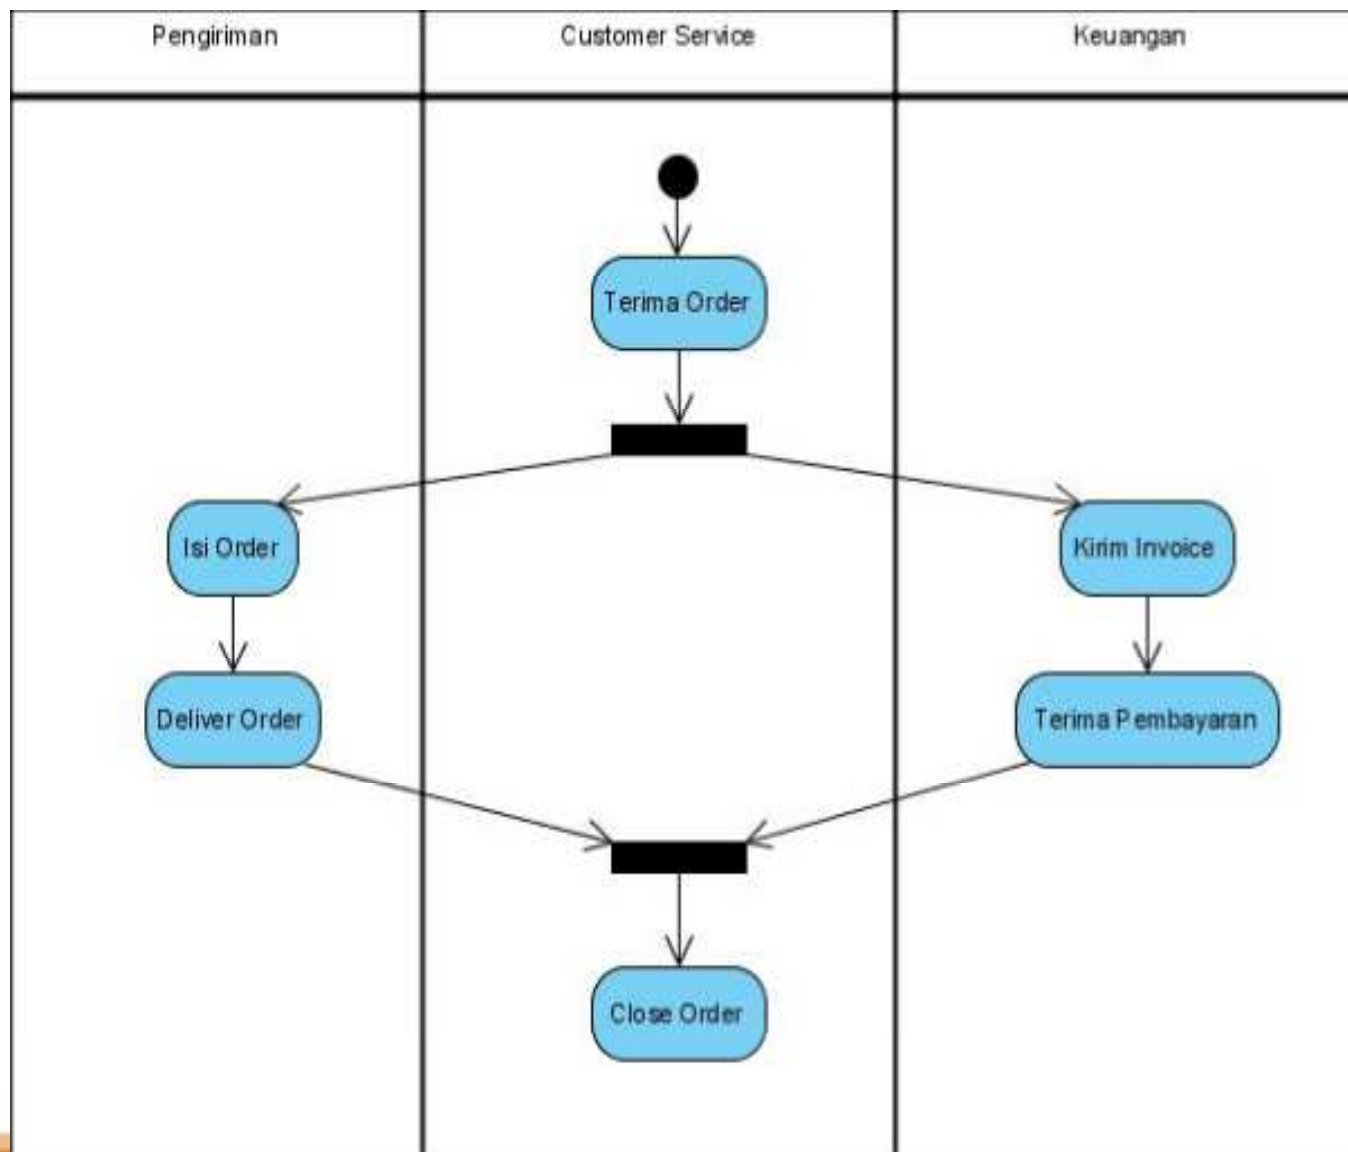 Pengiriman
Customer Service
Keuangan
Terima Order
Isi Order
Kirim Invoice
Deliver Order
Terima Pembayaran
Close Order